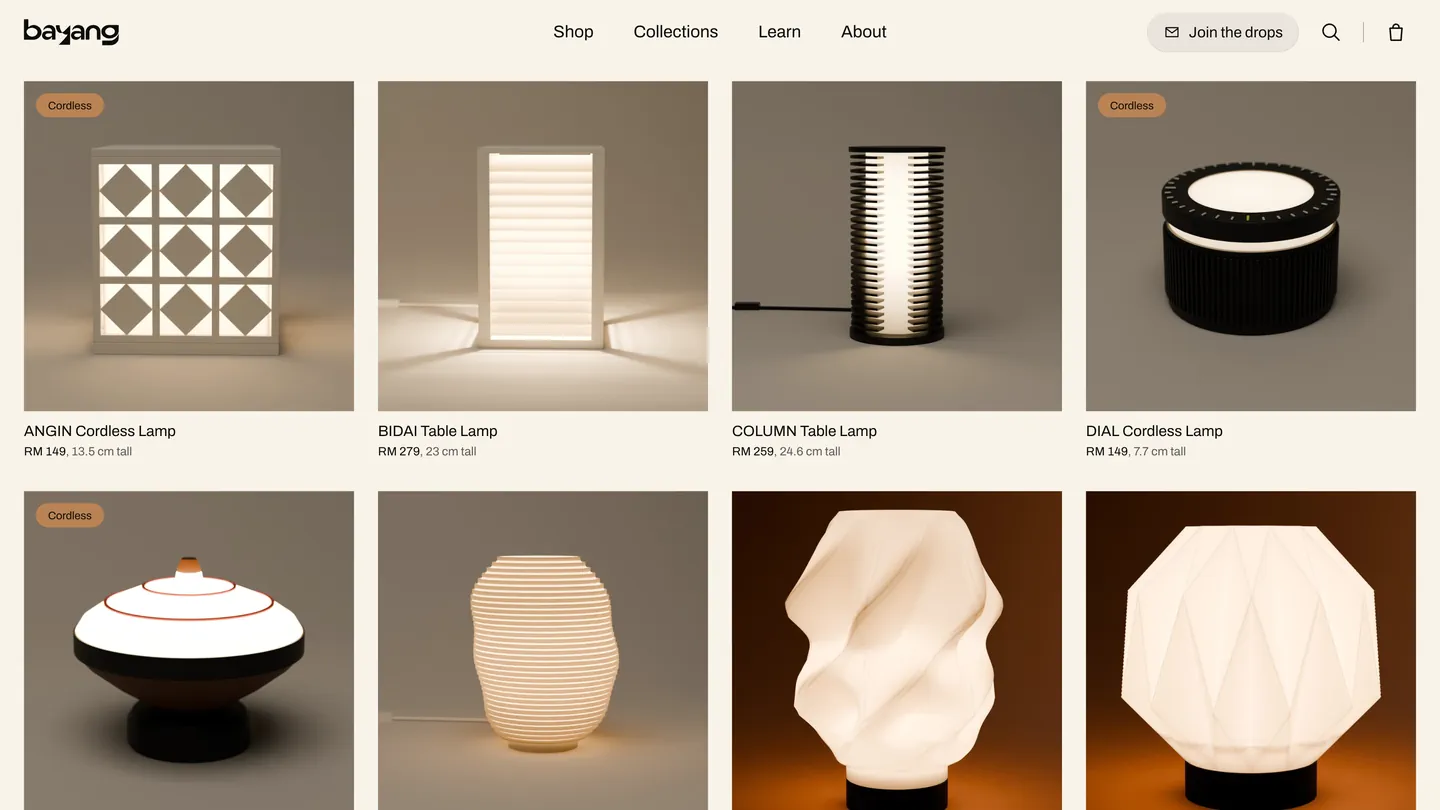 bayang
Shop
Collections
Learn
About
Join the drops
Cordless
Cordless
ANGIN Cordless Lamp
RM 149, 13.5 cm tall
BIDAI Table Lamp
RM 279, 23 cm tall
COLUMN Table Lamp
RM 259, 24.6 cm tall
DIAL Cordless Lamp
RM 149, 7.7 cm tall
Cordless